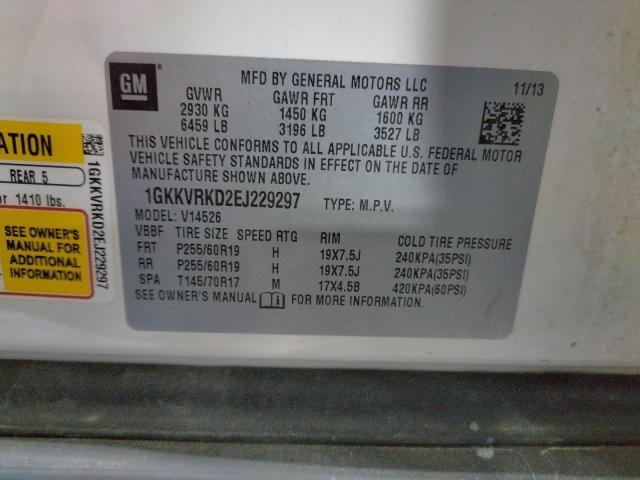 GM ®
MFD BY GENERAL MOTORS LLC
11/13
GVWR GAWR FRT GAWR RR
2930 KG 1450 KG 1600 KG
6459 LB 3196 LB 3527 LB
THIS VEHICLE CONFORMS TO ALL APPLICABLE U.S. FEDERAL MOTOR
VEHICLE SAFETY STANDARDS IN EFFECT ON THE DATE OF
MANUFACTURE SHOWN ABOVE.
1GKKVRKD2EJ229297 TYPE: M.P.V.
MODEL: V14526
VBBF TIRE SIZE SPEED RTG RIM COLD TIRE PRESSURE
FRT P255/60R19 H 19X7.5J 240KPA(35PSI)
RR P255/60R19 H 19X7.5J 240KPA(35PSI)
SPA T145/70R17 M 17X4.5B 420KPA(60PSI)
SEE OWNER'S MANUAL FOR MORE INFORMATION.
ATION
REAR 5
or 1410 lbs.
SEE OWNER'S
MANUAL FOR
ADDITIONAL
INFORMATION
1GKKVRKD2EJ229297